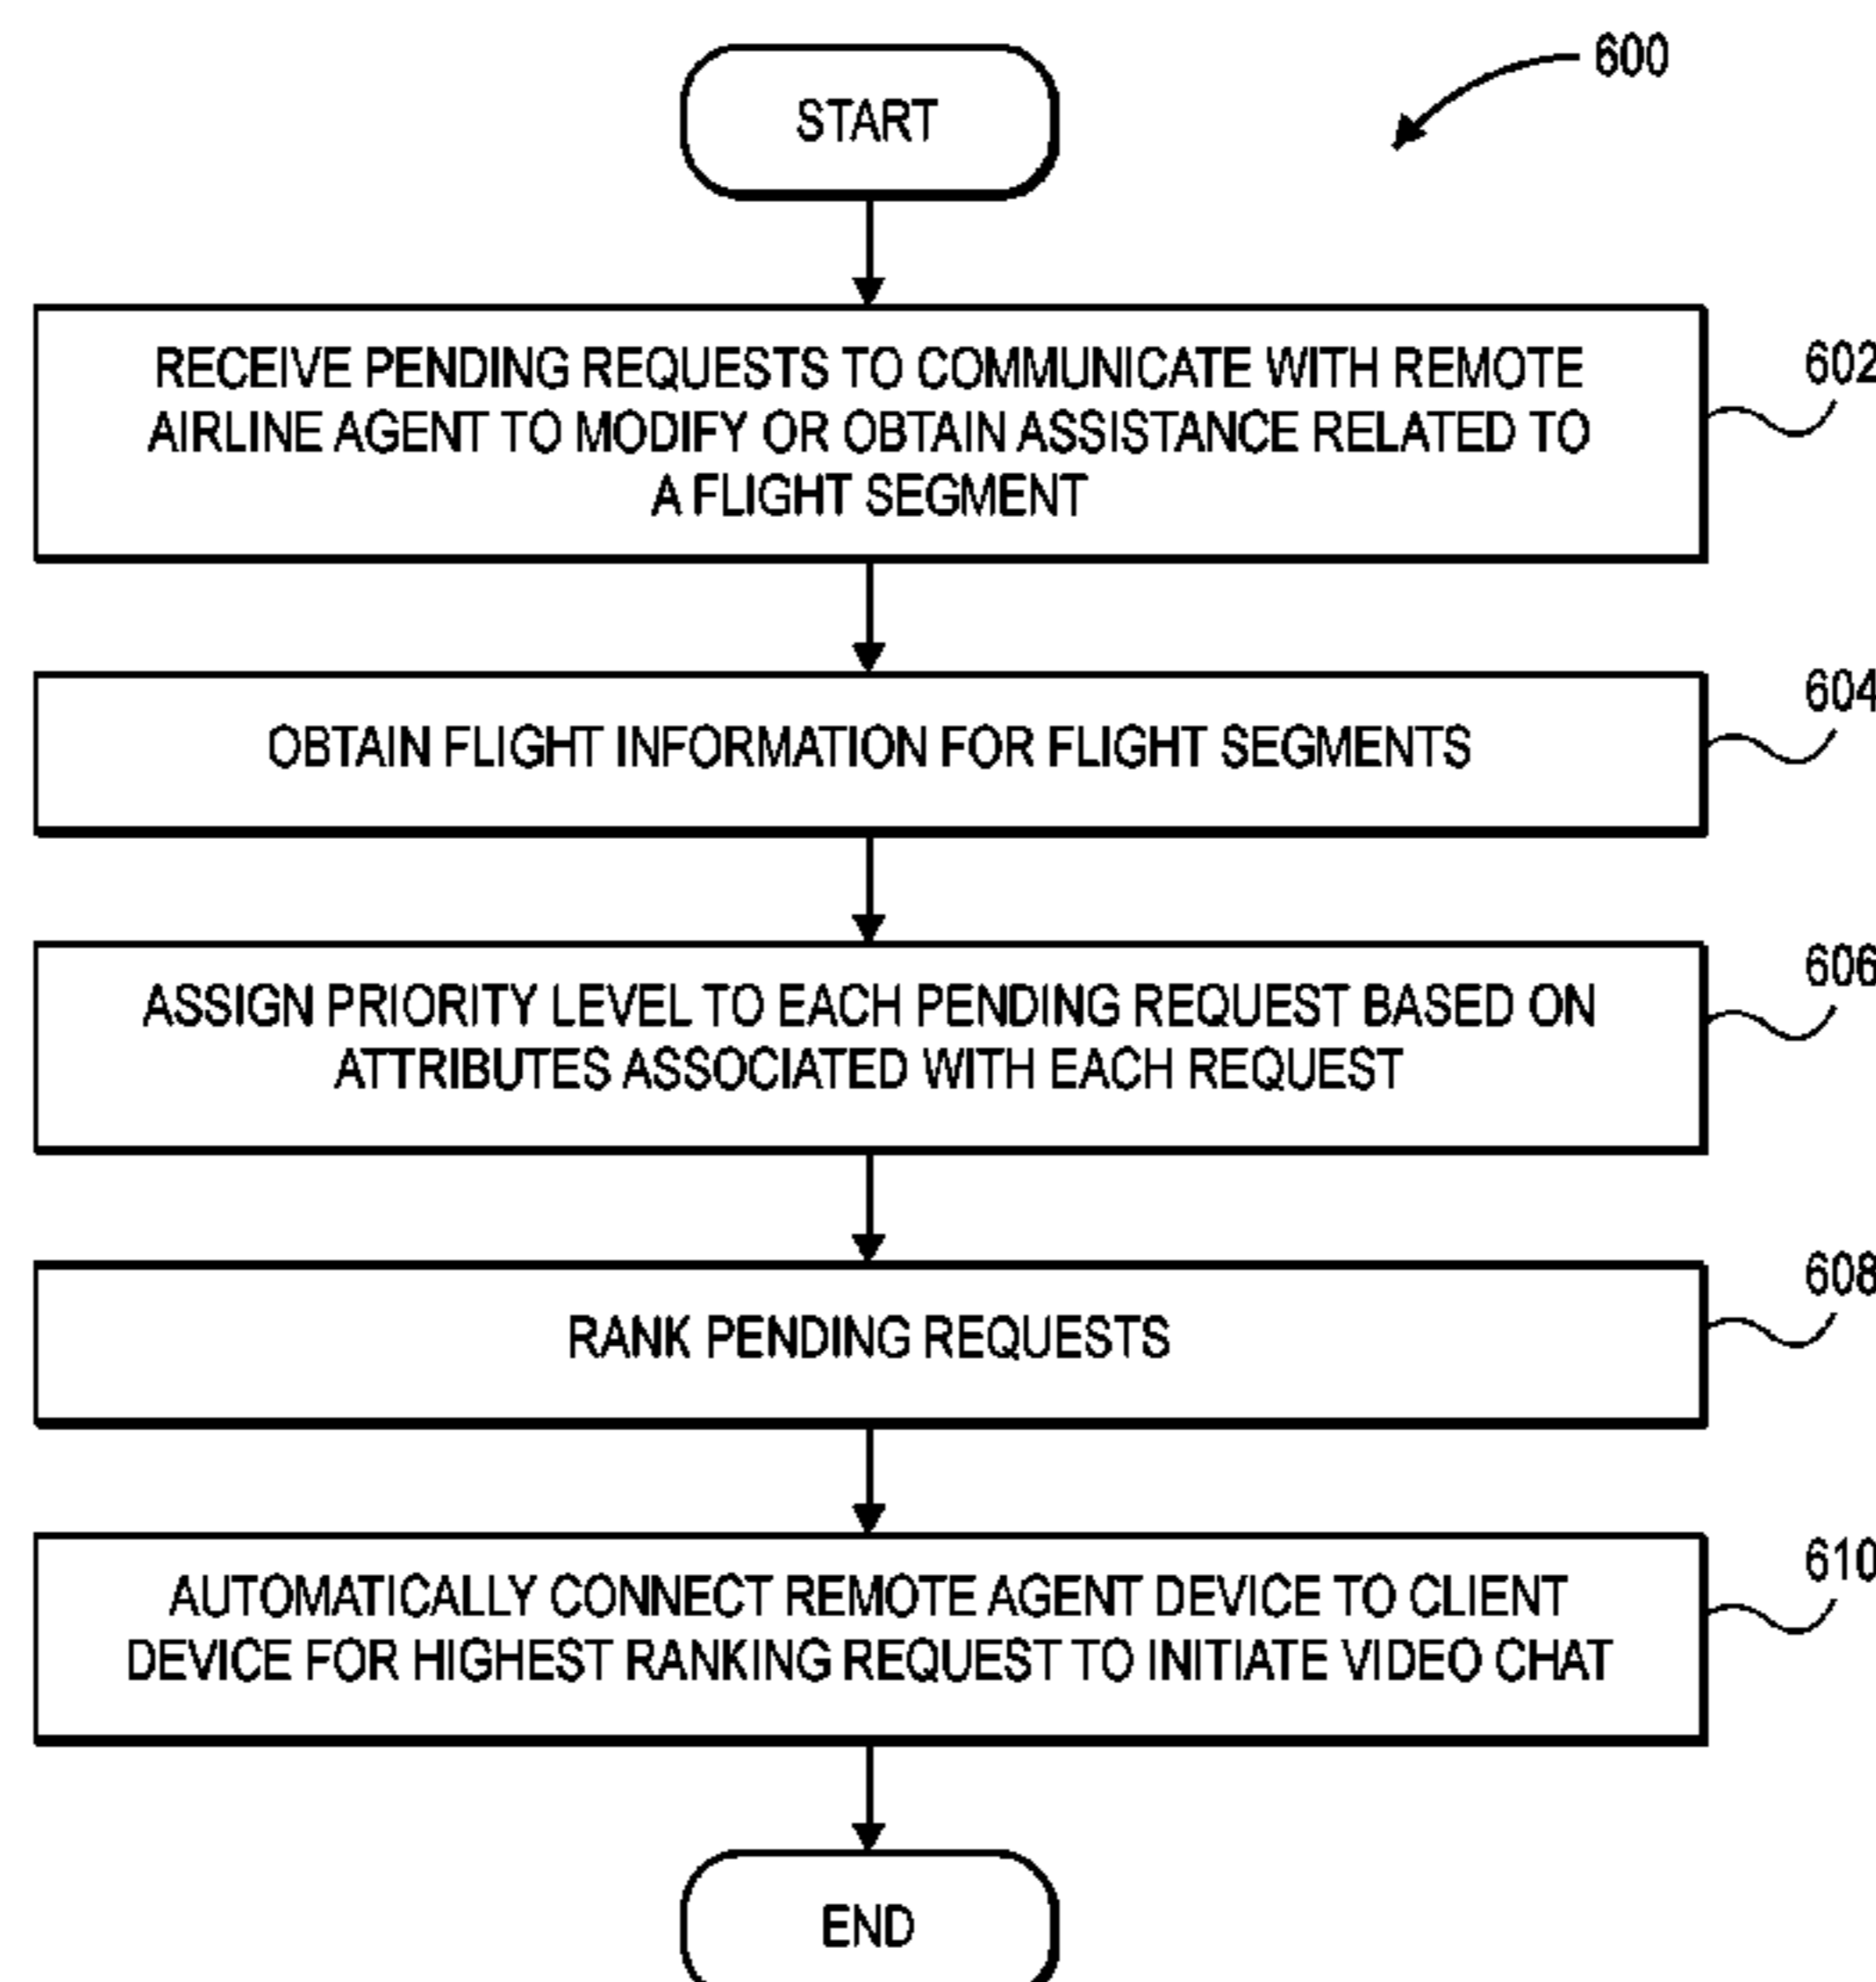 600
START
RECEIVE PENDING REQUESTS TO COMMUNICATE WITH REMOTE
AIRLINE AGENT TO MODIFY OR OBTAIN ASSISTANCE RELATED TO
A FLIGHT SEGMENT
602
OBTAIN FLIGHT INFORMATION FOR FLIGHT SEGMENTS
604
ASSIGN PRIORITY LEVEL TO EACH PENDING REQUEST BASED ON
ATTRIBUTES ASSOCIATED WITH EACH REQUEST
606
RANK PENDING REQUESTS
608
AUTOMATICALLY CONNECT REMOTE AGENT DEVICE TO CLIENT
DEVICE FOR HIGHEST RANKING REQUEST TO INITIATE VIDEO CHAT
610
END